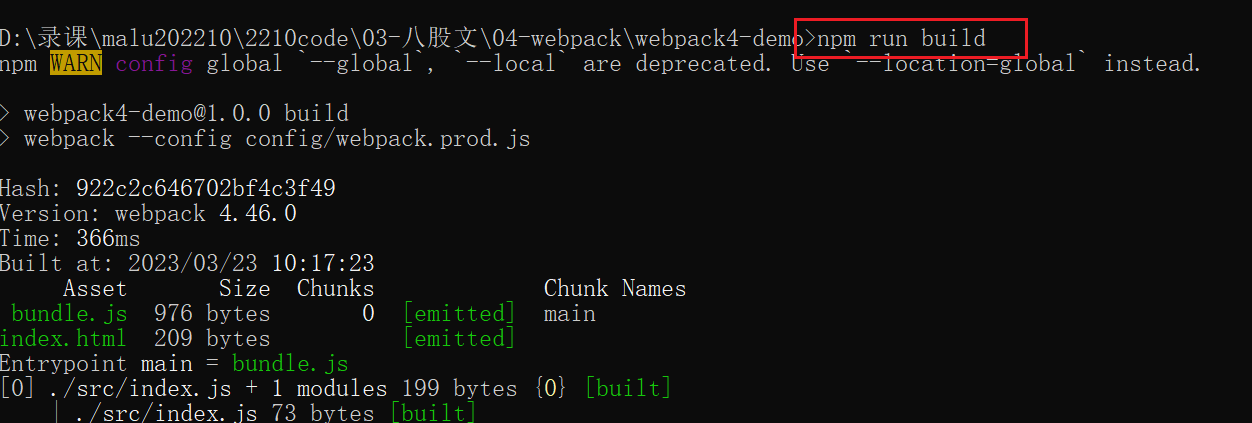 D:\录课\malu202210\2210code\03-八股文\04-webpack\webpack4-demo>npm run build
npm WARN config global `--global`, `--local` are deprecated. Use `--location=global` instead.
> webpack4-demo@1.0.0 build
> webpack --config config/webpack.prod.js
Hash: 922c2c646702bf4c3f49
Version: webpack 4.46.0
Time: 366ms
Built at: 2023/03/23 10:17:23
Asset Size Chunks Chunk Names
bundle.js 976 bytes 0 [emitted] main
index.html 209 bytes [emitted]
Entrypoint main = bundle.js
[0] ./src/index.js + 1 modules 199 bytes {0} [built]
| ./src/index.js 73 bytes [built]